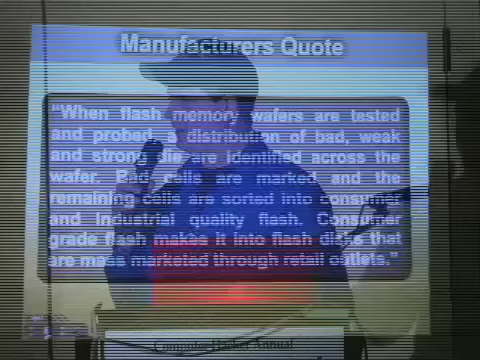 Manufacturers Quote
“When flash memory wafers are tested
and probed, a distribution of bad, weak
and strong die are identified across the
wafer. Bad cells are marked and the
remaining cells are sorted into consumer
and Industrial quality flash. Consumer
grade flash makes it into flash disks that
are mass marketed through retail outlets.”
Annual